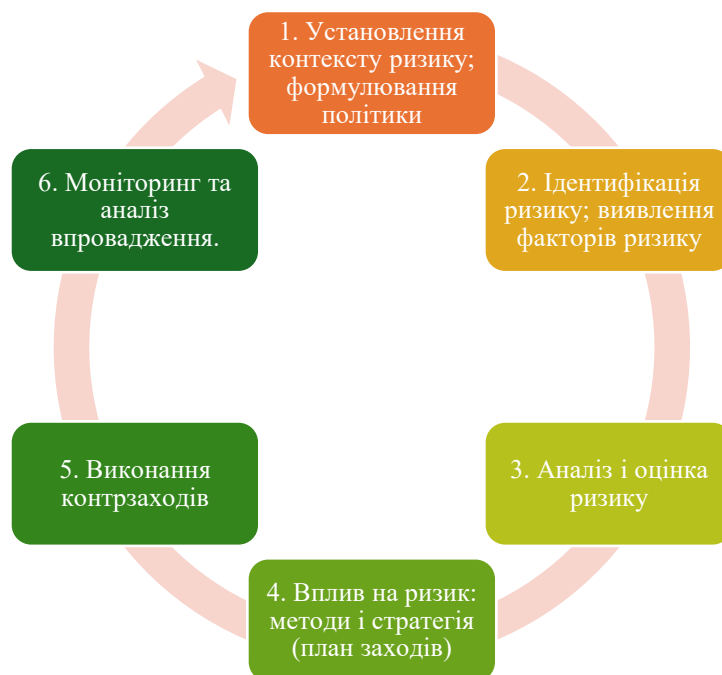 1. Установлення
контексту ризику;
формулювання
політики
2. Ідентифікація
ризику; виявлення
факторів ризику
3. Аналіз і оцінка
ризику
4. Вплив на ризик:
методи і стратегія
(план заходів)
5. Виконання
контрзаходів
6. Моніторинг та
аналіз
впровадження.